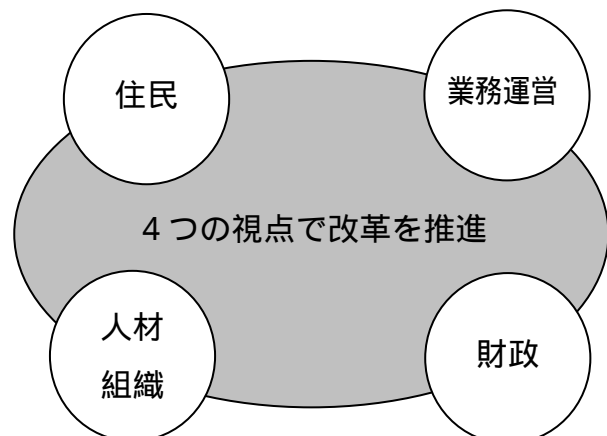 住民
業務運営
４つの視点で改革を推進
人材
組織
財政